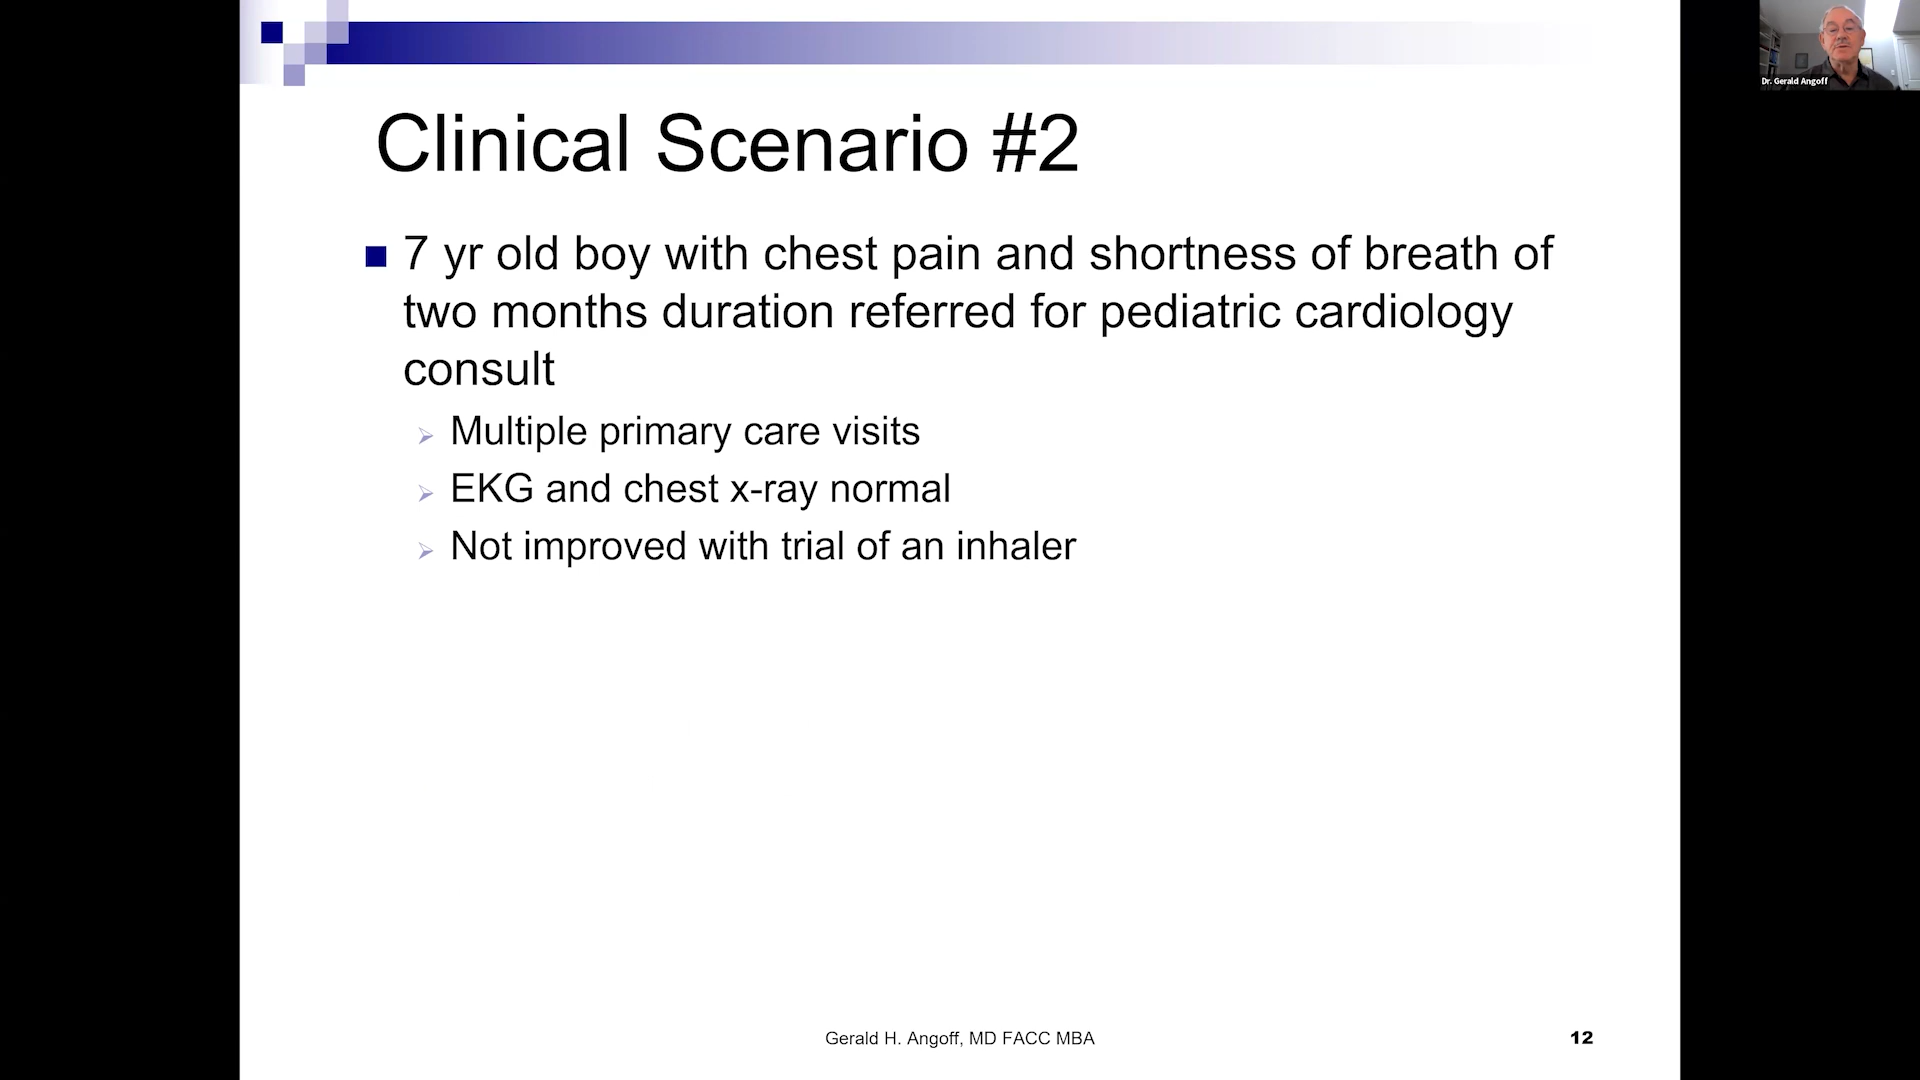 Dr. Gerald Angoff
Clinical Scenario #2
7 yr old boy with chest pain and shortness of breath of
two months duration referred for pediatric cardiology
consult
Multiple primary care visits
EKG and chest x-ray normal
Not improved with trial of an inhaler
Gerald H. Angoff, MD FACC MBA
12